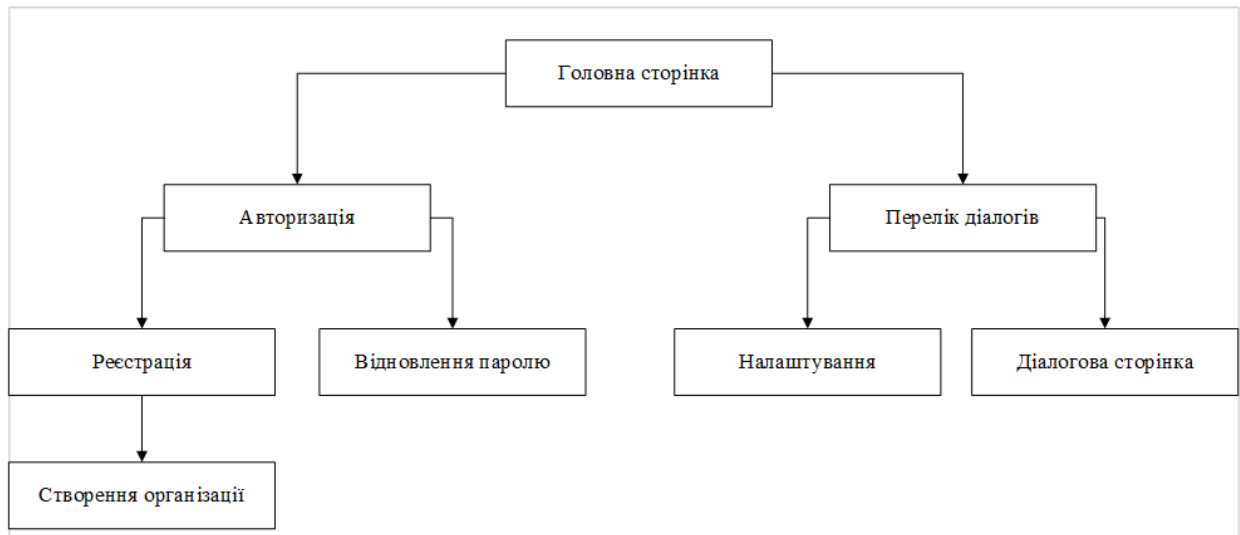 Головна сторінка
Авторизація
Перелік діалогів
Реєстрація
Відновлення паролю
Налаштування
Діалогова сторінка
Створення організації